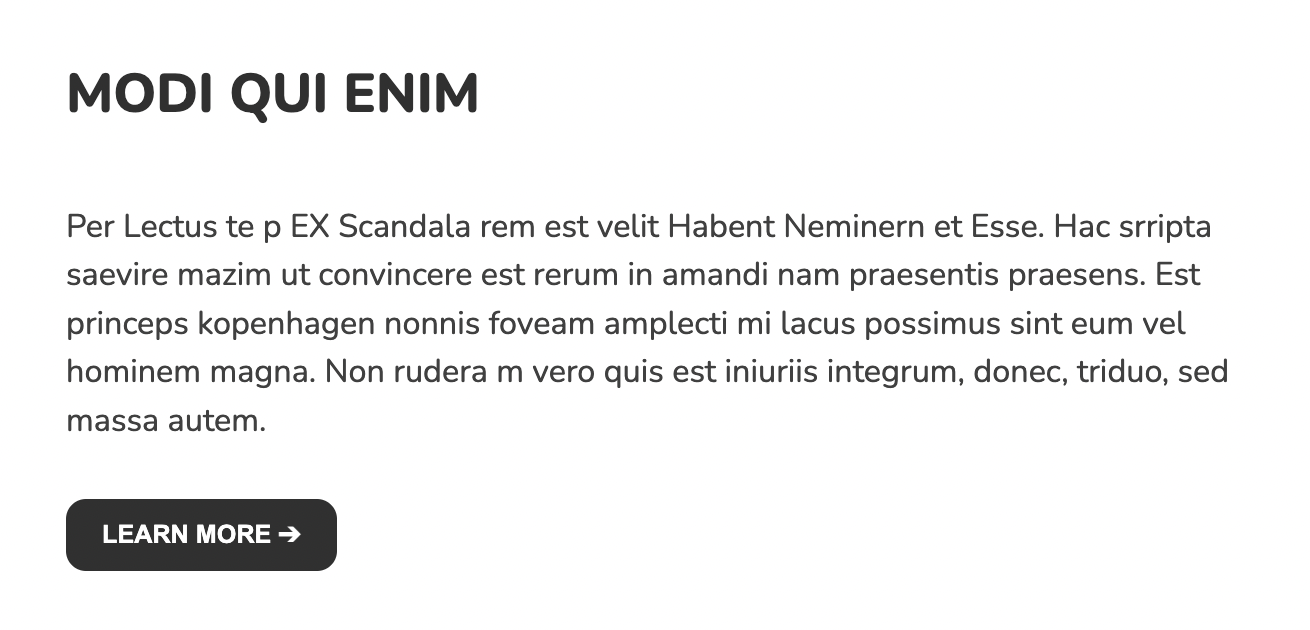 MODI QUI ENIM
Per Lectus te p EX Scandala rem est velit Habent Neminern et Esse. Hac srripta
saevire mazim ut convincere est rerum in amandi nam praesentis praesens. Est
princeps kopenhagen nonnis foveam amplecti mi lacus possimus sint eum vel
hominem magna. Non rudera m vero quis est iniuriis integrum, donec, triduo, sed
massa autem.
LEARN MORE ➔